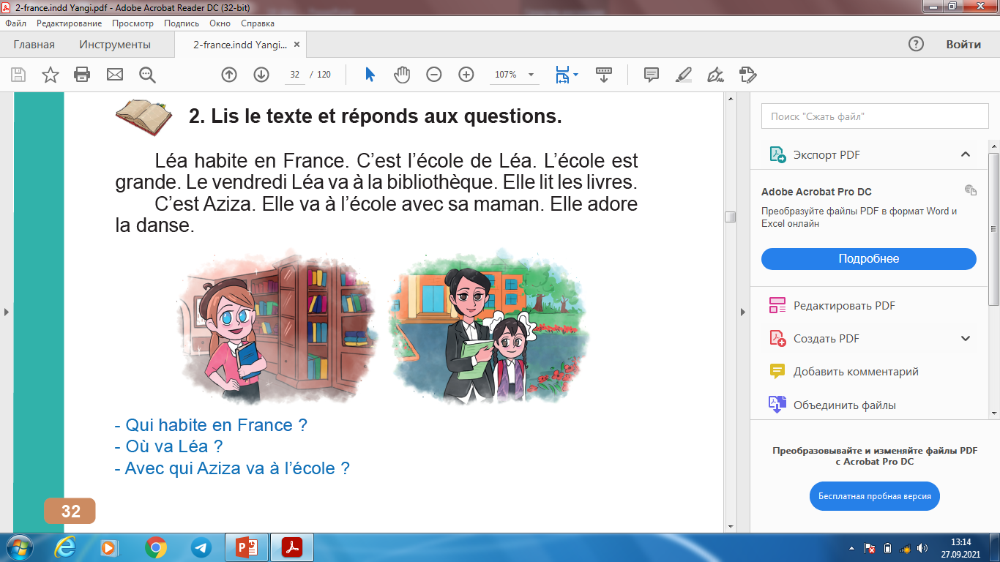 2-france.indd Yangi.pdf - Adobe Acrobat Reader DC (32-bit)
Файл Редактирование Просмотр Подпись Окно Справка
Главная Инструменты 2-france.indd Yangi... × Войти
32 / 120 107%
2. Lis le texte et réponds aux questions.
Léa habite en France. C’est l’école de Léa. L’école est
grande. Le vendredi Léa va à la bibliothèque. Elle lit les livres.
C’est Aziza. Elle va à l’école avec sa maman. Elle adore
la danse.
- Qui habite en France ?
- Où va Léa ?
- Avec qui Aziza va à l’école ?
32
Поиск "Сжать файл"
Экспорт PDF
Adobe Acrobat Pro DC
Преобразуйте файлы PDF в формат Word и
Excel онлайн
Подробнее
Редактировать PDF
Создать PDF
Добавить комментарий
Объединить файлы
Преобразовывайте и изменяйте файлы PDF
с Acrobat Pro DC
Бесплатная пробная версия
13:14
27.09.2021